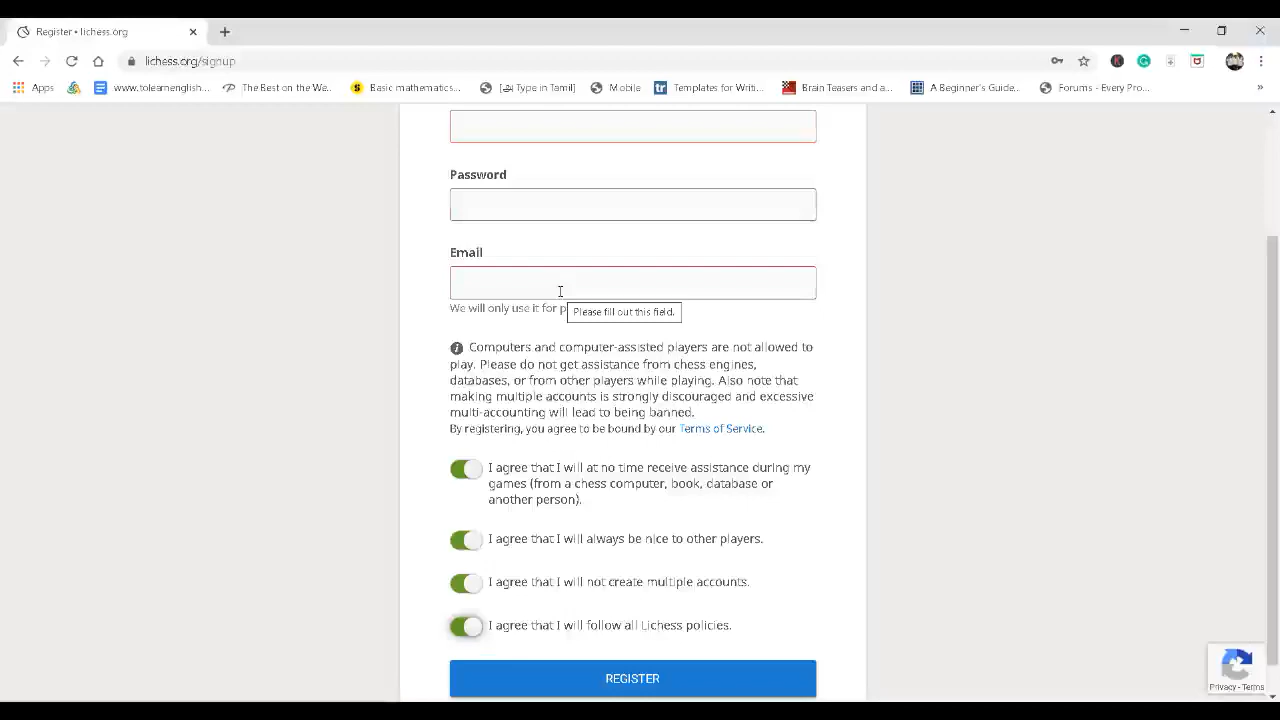 Register • lichess.org
lichess.org/signup
Apps
www.tolearnenglish...
The Best on the We...
Basic mathematics...
Type in Tamil]
Mobile
Templates for Writi...
Brain Teasers and a...
A Beginner's Guide...
Forums - Every Pro...
»
Password
Email
We will only use it for p
Please fill out this field.
Computers and computer-assisted players are not allowed to
play. Please do not get assistance from chess engines,
databases, or from other players while playing. Also note that
making multiple accounts is strongly discouraged and excessive
multi-accounting will lead to being banned.
By registering, you agree to be bound by our Terms of Service.
I agree that I will at no time receive assistance during my
games (from a chess computer, book, database or
another person).
I agree that I will always be nice to other players.
I agree that I will not create multiple accounts.
I agree that I will follow all Lichess policies.
REGISTER
Privacy - Terms